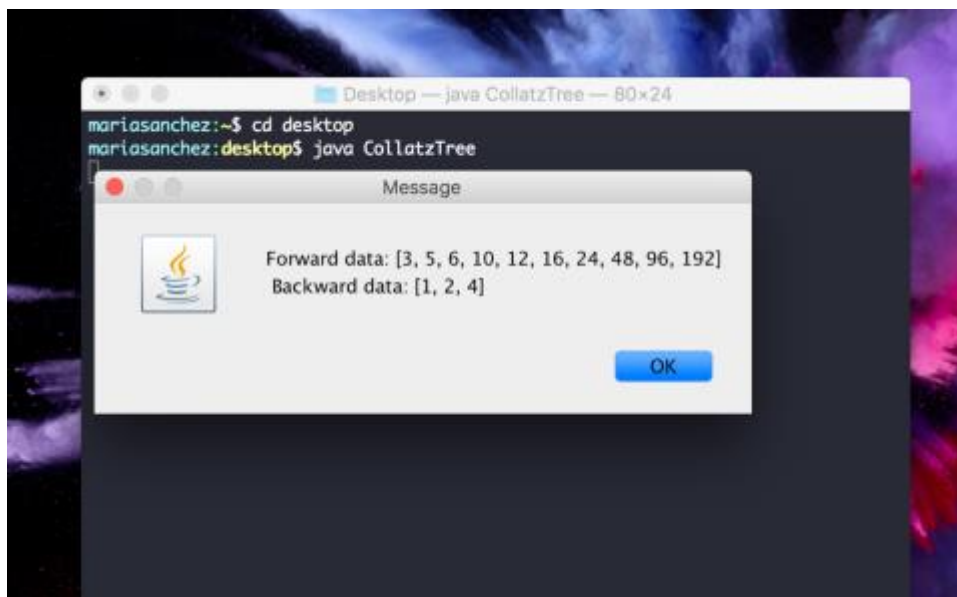 Desktop — java CollatzTree — 80×24
mariasanchez:~$ cd desktop
mariasanchez:desktop$ java CollatzTree
Message
Forward data: [3, 5, 6, 10, 12, 16, 24, 48, 96, 192]
Backward data: [1, 2, 4]
OK